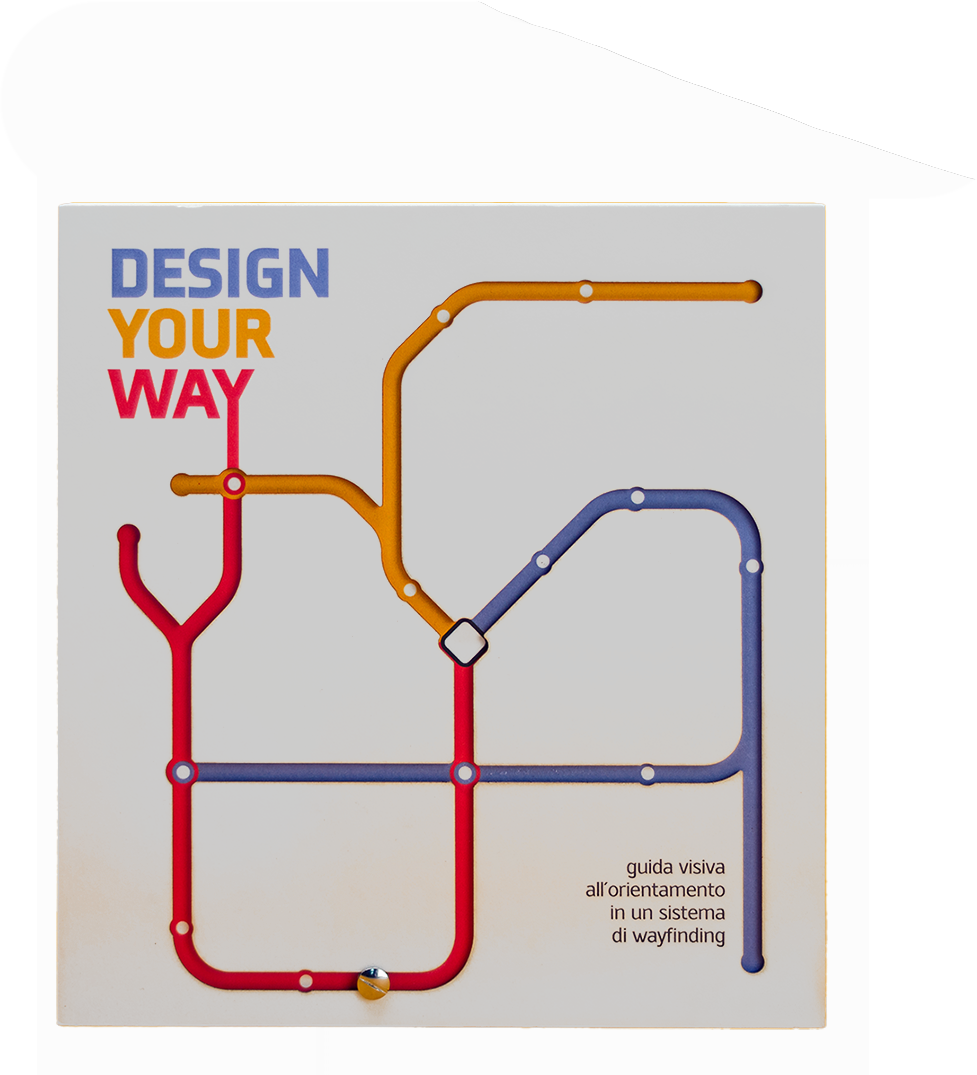 DESIGN
YOUR
WAY
guida visiva
all'orientamento
in un sistema
di wayfinding